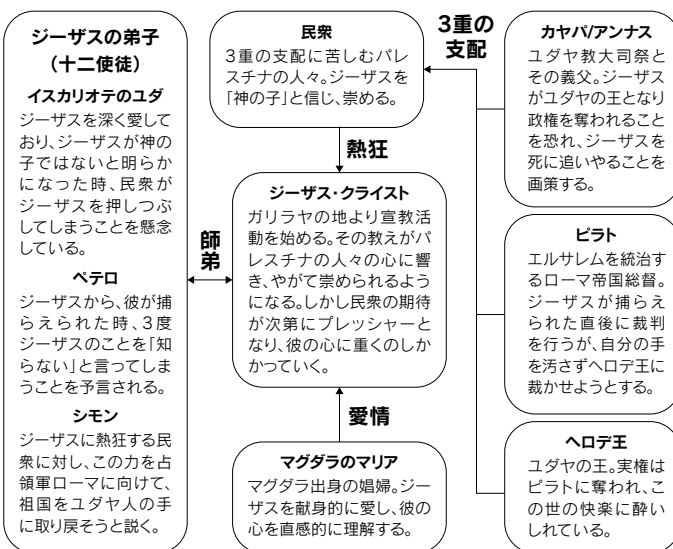 ジーザスの弟子
（十二使徒）
イスカリオテのユダ
ジーザスを深く愛して
おり、ジーザスが神の
子ではないと明らか
になった時、民衆が
ジーザスを押しつぶ
してしまうことを懸念
している。
ペテロ
ジーザスから、彼が捕
らえられた時、３度
ジーザスのことを「知
らない」と言ってしま
うことを予言される。
シモン
ジーザスに熱狂する民
衆に対し、この力を占
領軍ローマに向けて、
祖国をユダヤ人の手
に取り戻そうと説く。
師弟
民衆
３重の支配に苦しむパレ
スチナの人々。ジーザスを
「神の子」と信じ、崇める。
熱狂
ジーザス・クライスト
ガリラヤの地より宣教活
動を始める。その教えがパ
レスチナの人々の心に響
き、やがて崇められるよう
になる。しかし民衆の期待
が次第にプレッシャーと
なり、彼の心に重くのしか
かっていく。
愛情
マグダラのマリア
マグダラ出身の娼婦。ジー
ザスを献身的に愛し、彼の
心を直感的に理解する。
３重の
支配
カヤパ/アンナス
ユダヤ教大司祭と
その義父。ジーザス
がユダヤの王となり
政権を奪われること
を恐れ、ジーザスを
死に追いやることを
画策する。
ピラト
エルサレムを統治す
るローマ帝国総督。
ジーザスが捕らえ
られた直後に裁判
を行うが、自分の手
を汚さずヘロデ王に
裁かせようとする。
ヘロデ王
ユダヤの王。実権は
ピラトに奪われ、こ
の世の快楽に酔い
しれている。